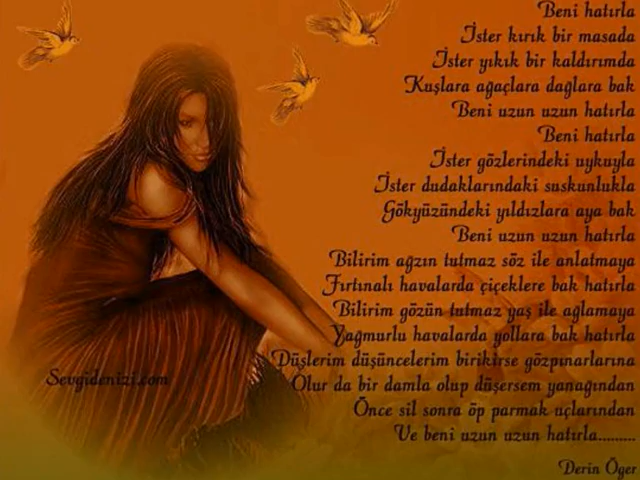 Beni hatırla
İster kırık bir masada
İster yıkık bir kaldırımda
Kuşlara ağaçlara dağlara bak
Beni uzun uzun hatırla
Beni hatırla
İster gözlerindeki uykuyla
İster dudaklarındaki suskunlukla
Gökyüzündeki yıldızlara aya bak
Beni uzun uzun hatırla
Bilirim ağzın tutmaz söz ile anlatmaya
Fırtınalı havalarda çiçeklere bak hatırla
Bilirim gözün tutmaz yaş ile ağlamaya
Yağmurlu havalarda yollara bak hatırla
Düşlerim düşüncelerim birikirse gözpınarlarına
Olur da bir damla olup düşersem yanağından
Önce sil sonra öp parmak uçlarından
Ve beni uzun uzun hatırla.........
Derin Öger
Sevgidenizi.com